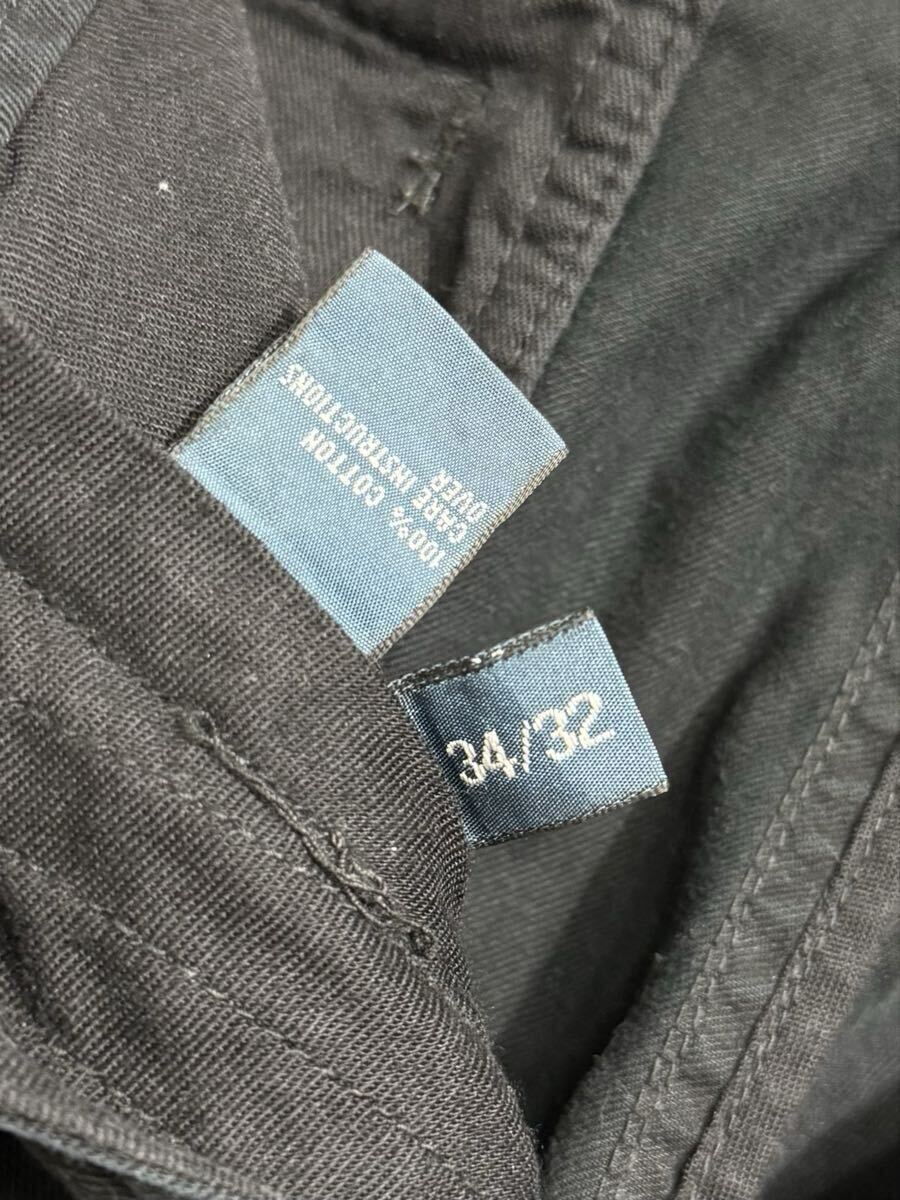 100% COTTON
CARE INSTRUCTIONS
OVER
34/32